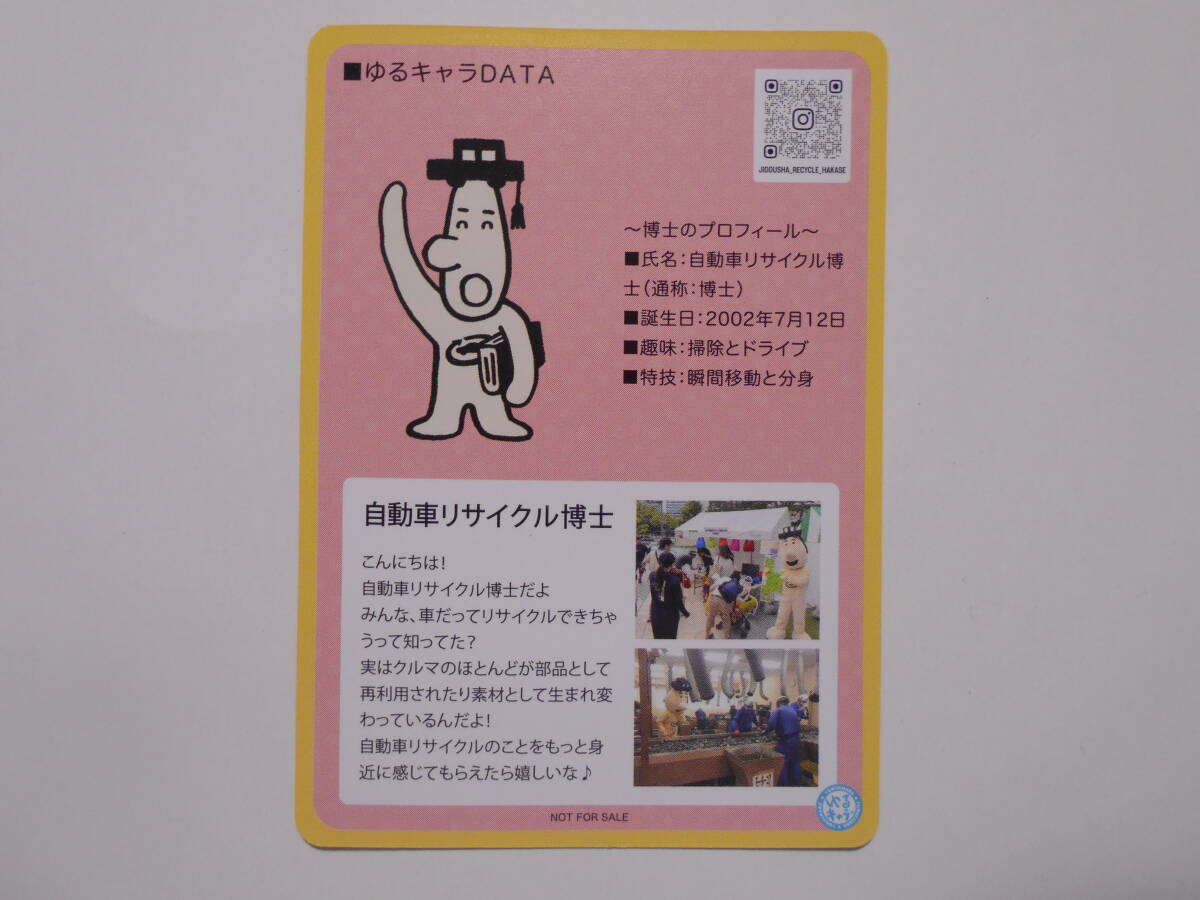 ■ゆるキャラDATA
JIDOUSHA_RECYCLE_HAKASE
～博士のプロフィール～
■氏名：自動車リサイクル博
士（通称：博士）
■誕生日：2002年7月12日
■趣味：掃除とドライブ
■特技：瞬間移動と分身
自動車リサイクル博士
こんにちは！
自動車リサイクル博士だよ
みんな、車だってリサイクルできちゃ
うって知ってた？
実はクルマのほとんどが部品として
再利用されたり素材として生まれ変
わっているんだよ！
自動車リサイクルのことをもっと身
近に感じてもらえたら嬉しいな♪
NOT FOR SALE
ゆる
キャラ